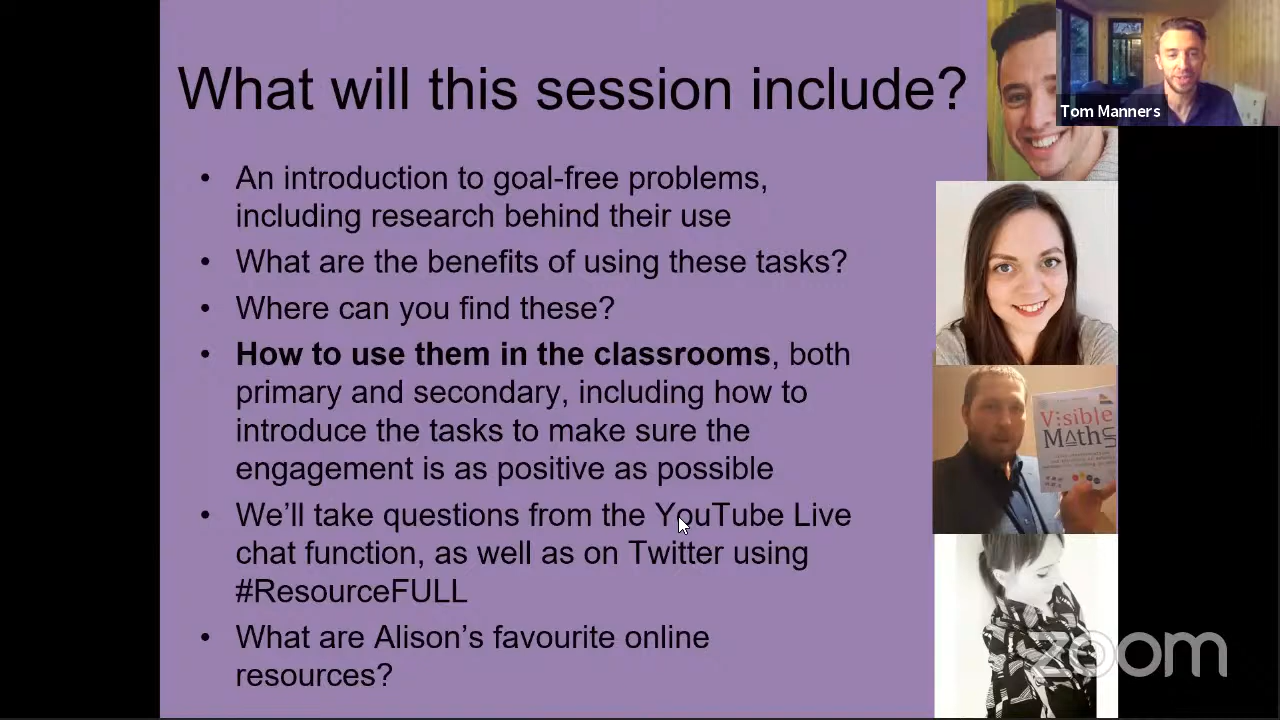 What will this session include?
Tom Manners
• An introduction to goal-free problems,
including research behind their use
• What are the benefits of using these tasks?
• Where can you find these?
• How to use them in the classrooms, both
primary and secondary, including how to
introduce the tasks to make sure the
engagement is as positive as possible
• We’ll take questions from the YouTube Live
chat function, as well as on Twitter using
#ResourceFULL
• What are Alison’s favourite online
resources?
Visible
Maths
zoom